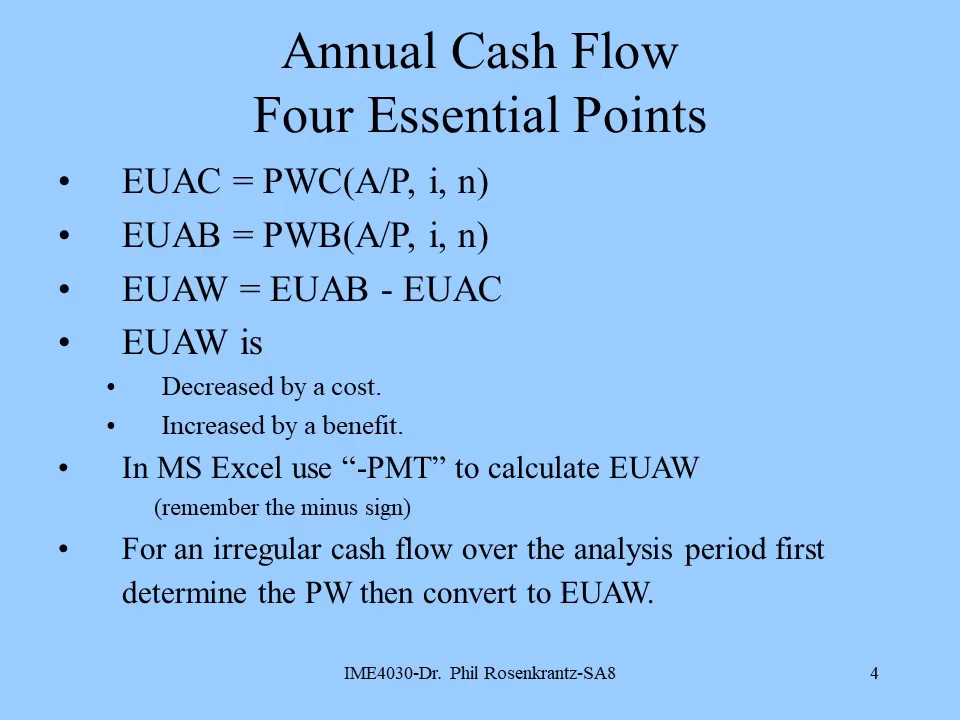 Annual Cash Flow
Four Essential Points
• EUAC = PWC(A/P, i, n)
• EUAB = PWB(A/P, i, n)
• EUAW = EUAB - EUAC
• EUAW is
• Decreased by a cost.
• Increased by a benefit.
• In MS Excel use “-PMT” to calculate EUAW
(remember the minus sign)
• For an irregular cash flow over the analysis period first
determine the PW then convert to EUAW.
IME4030-Dr. Phil Rosenkrantz-SA8 4